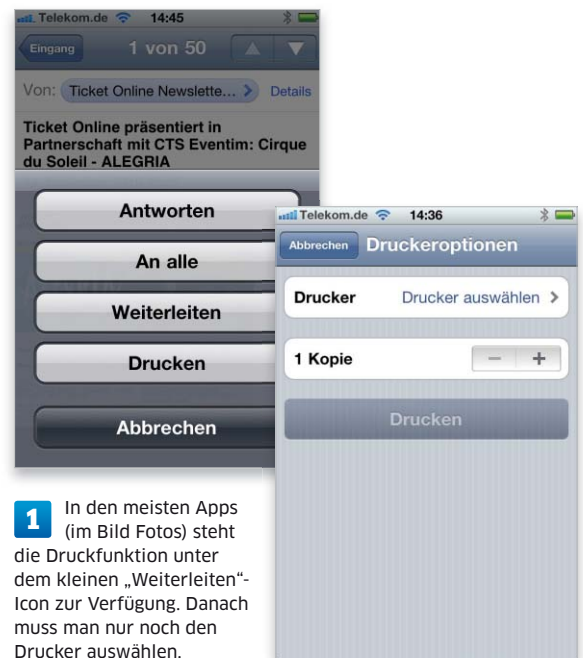 Telekom.de 14:45
Eingang 1 von 50
Von: Ticket Online Newslette... Details
Ticket Online präsentiert in
Partnerschaft mit CTS Eventim: Cirque
du Soleil - ALEGRIA
Antworten
An alle
Weiterleiten
Drucken
Abbrechen
Telekom.de 14:36
Abbrechen Druckeroptionen
Drucker Drucker auswählen
1 Kopie − +
Drucken
1 In den meisten Apps
(im Bild Fotos) steht
die Druckfunktion unter
dem kleinen „Weiterleiten“-
Icon zur Verfügung. Danach
muss man nur noch den
Drucker auswählen.